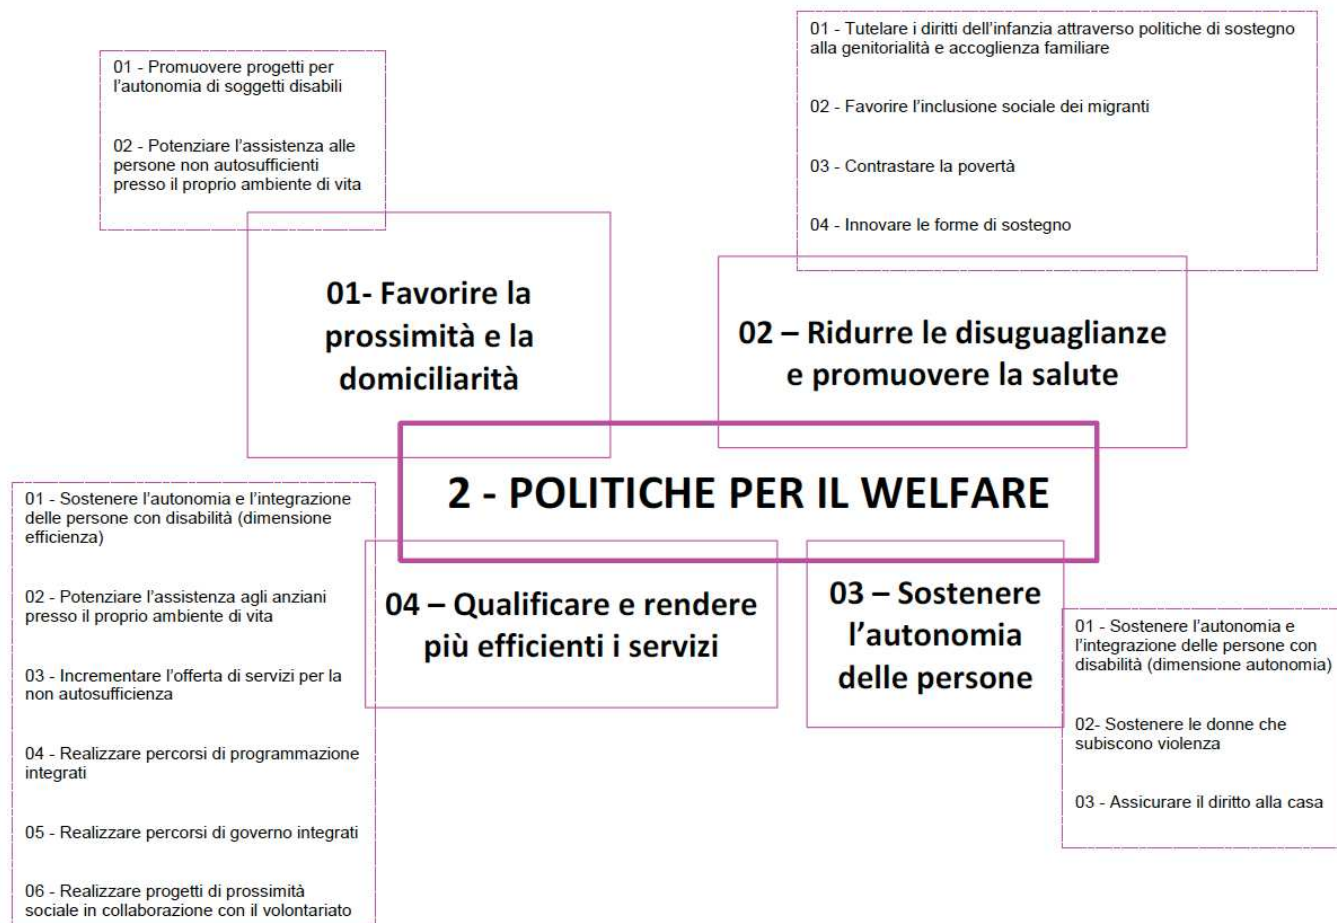 01 - Promuovere progetti per
l'autonomia di soggetti disabili
02 - Potenziare l'assistenza alle
persone non autosufficienti
presso il proprio ambiente di vita
01 - Tutelare i diritti dell'infanzia attraverso politiche di sostegno
alla genitorialità e accoglienza familiare
02 - Favorire l'inclusione sociale dei migranti
03 - Contrastare la povertà
04 - Innovare le forme di sostegno
01- Favorire la
prossimità e la
domiciliarità
02 – Ridurre le disuguaglianze
e promuovere la salute
2 - POLITICHE PER IL WELFARE
01 - Sostenere l'autonomia e l'integrazione
delle persone con disabilità (dimensione
efficienza)
02 - Potenziare l'assistenza agli anziani
presso il proprio ambiente di vita
03 - Incrementare l'offerta di servizi per la
non autosufficienza
04 - Realizzare percorsi di programmazione
integrati
05 - Realizzare percorsi di governo integrati
06 - Realizzare progetti di prossimità
sociale in collaborazione con il volontariato
04 – Qualificare e rendere
più efficienti i servizi
03 – Sostenere
l'autonomia
delle persone
01 - Sostenere l'autonomia e
l'integrazione delle persone con
disabilità (dimensione autonomia)
02- Sostenere le donne che
subiscono violenza
03 - Assicurare il diritto alla casa